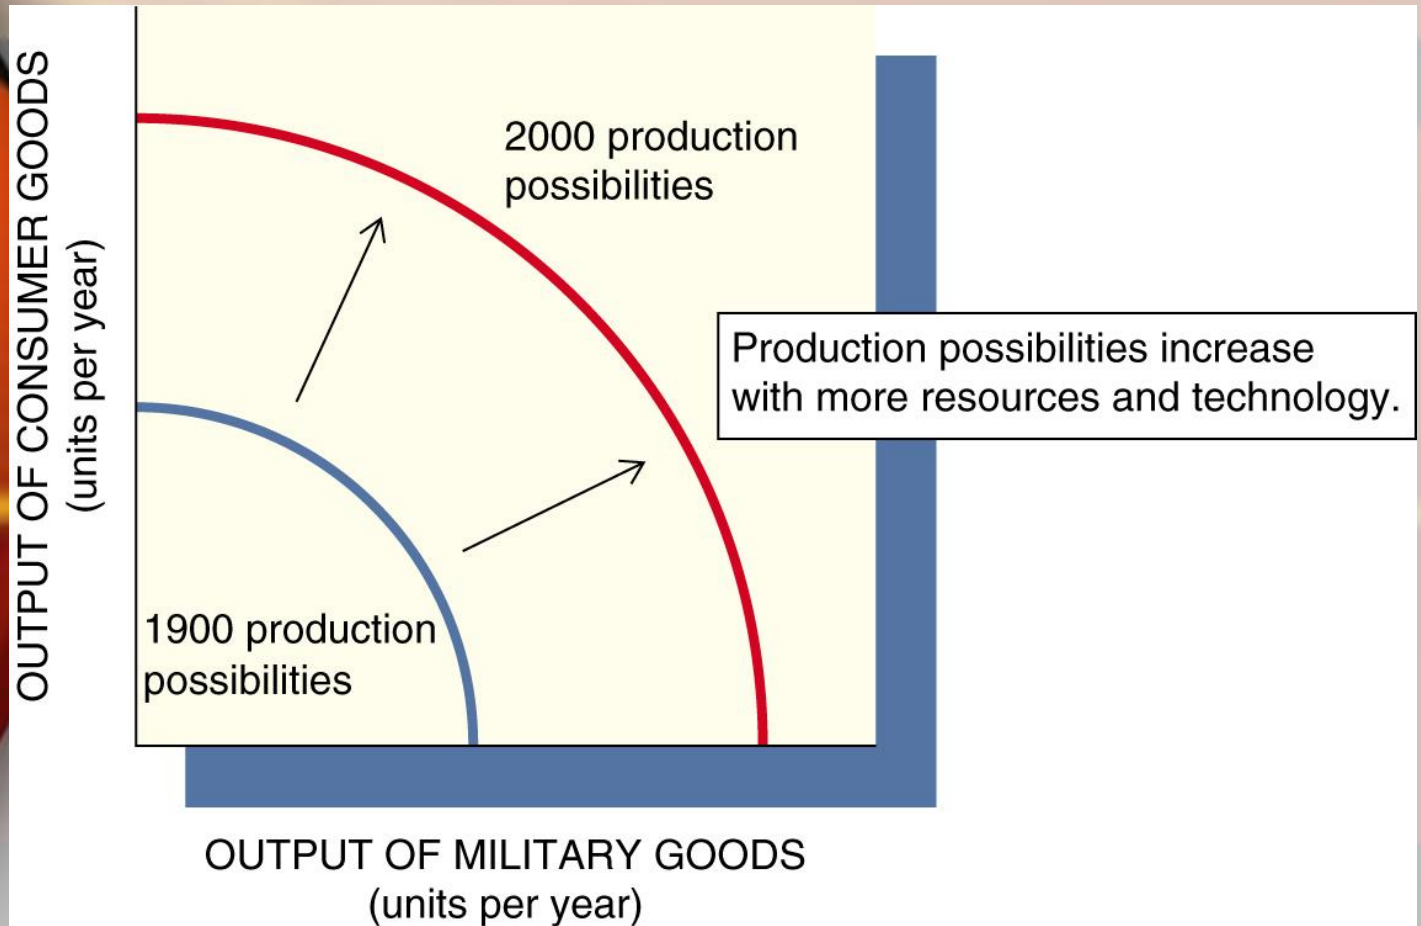 OUTPUT OF CONSUMER GOODS
(units per year)
2000 production
possibilities
Production possibilities increase
with more resources and technology.
1900 production
possibilities
OUTPUT OF MILITARY GOODS
(units per year)